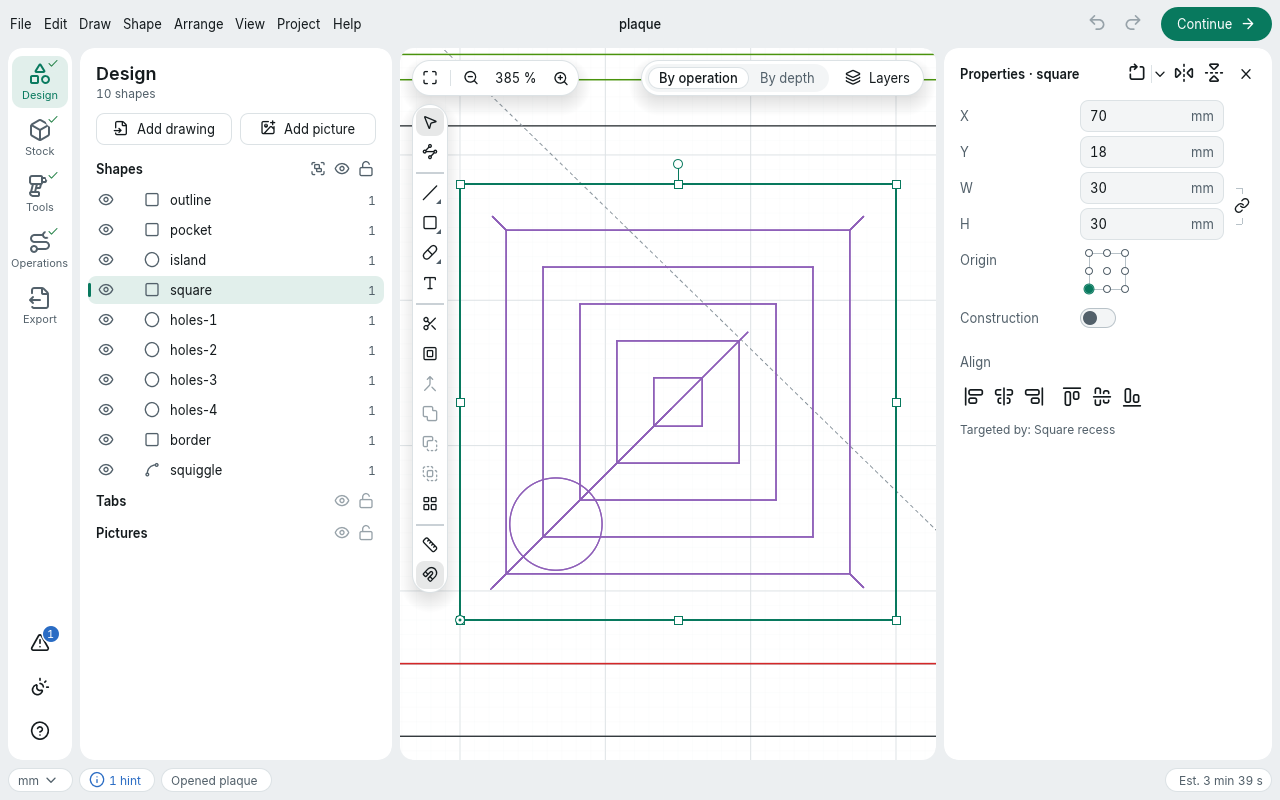 File Edit Draw Shape Arrange View Project Help
plaque
Continue
Design
Stock
Tools
Operations
Export
1
Design
10 shapes
Add drawing
Add picture
Shapes
outline 1
pocket 1
island 1
square 1
holes-1 1
holes-2 1
holes-3 1
holes-4 1
border 1
squiggle 1
Tabs
Pictures
385 %
By operation
By depth
Layers
Properties · square
X 70 mm
Y 18 mm
W 30 mm
H 30 mm
Origin
Construction
Align
Targeted by: Square recess
mm
1 hint
Opened plaque
Est. 3 min 39 s